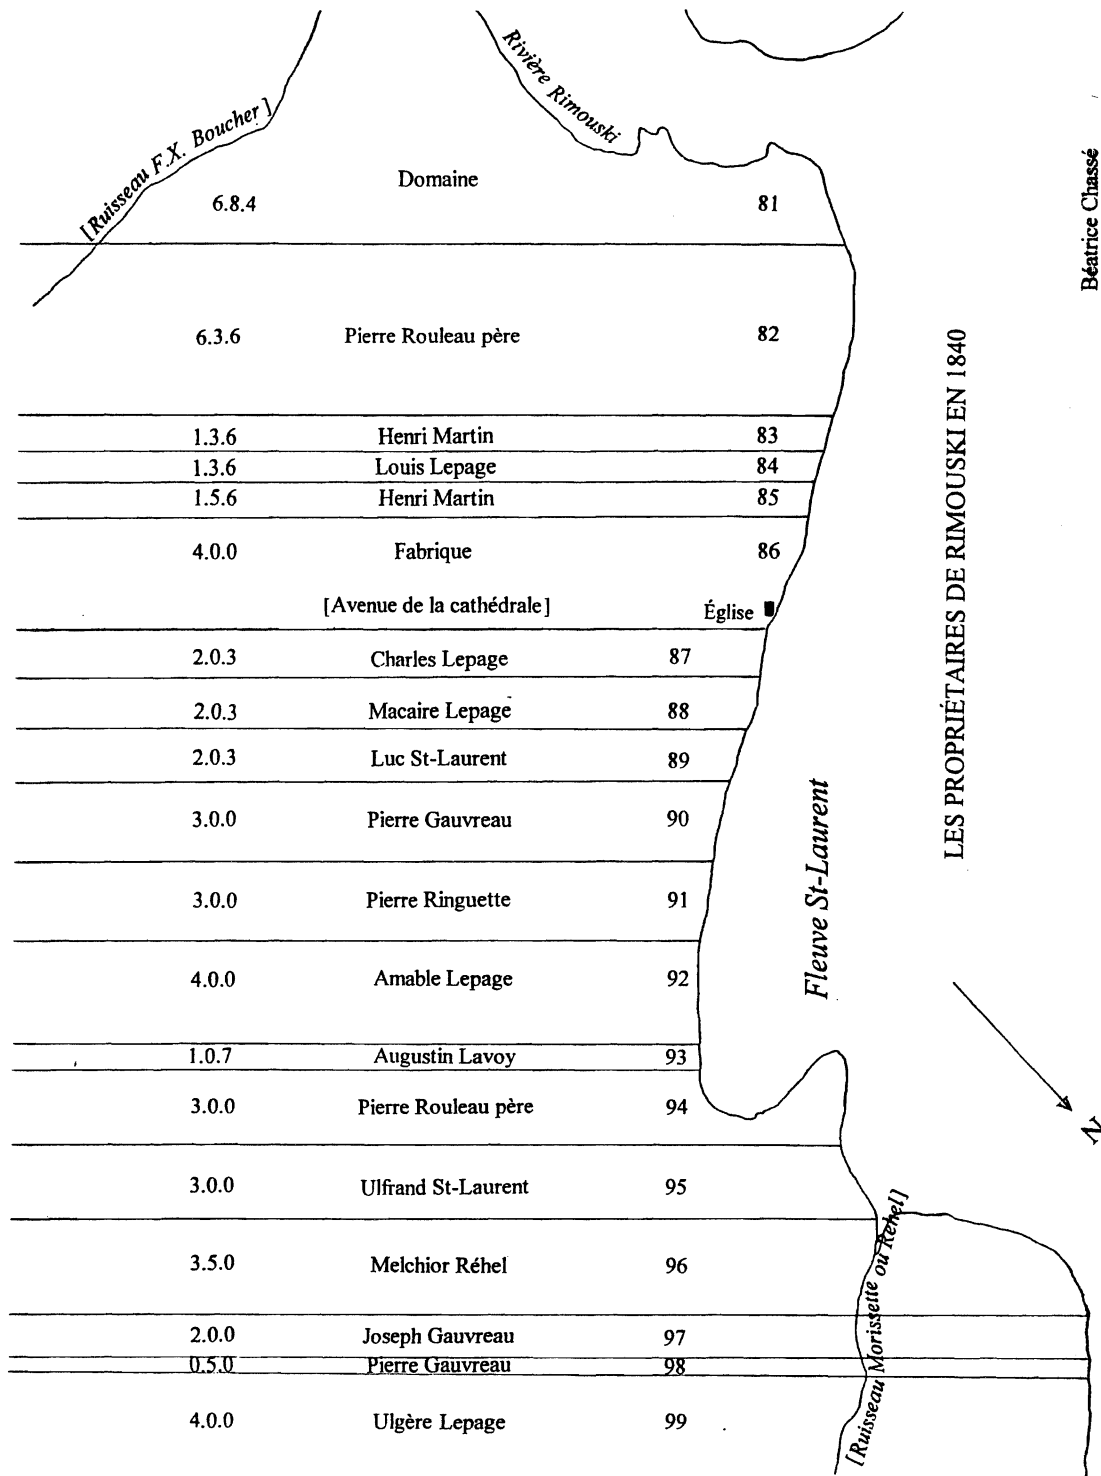 Rivière Rimouski
[Ruisseau F.X. Boucher]
Domaine
6.8.4 81
6.3.6 Pierre Rouleau père 82
1.3.6 Henri Martin 83
1.3.6 Louis Lepage 84
1.5.6 Henri Martin 85
4.0.0 Fabrique 86
[Avenue de la cathédrale] Église
2.0.3 Charles Lepage 87
2.0.3 Macaire Lepage 88
2.0.3 Luc St-Laurent 89
3.0.0 Pierre Gauvreau 90
3.0.0 Pierre Ringuette 91
4.0.0 Amable Lepage 92
1.0.7 Augustin Lavoy 93
3.0.0 Pierre Rouleau père 94
3.0.0 Ulfrand St-Laurent 95
3.5.0 Melchior Réhel 96
2.0.0 Joseph Gauvreau 97
0.5.0 Pierre Gauvreau 98
4.0.0 Ulgère Lepage 99
[Ruisseau Morissette ou Rehel]
Fleuve St-Laurent
LES PROPRIÉTAIRES DE RIMOUSKI EN 1840
Béatrice Chassé
N